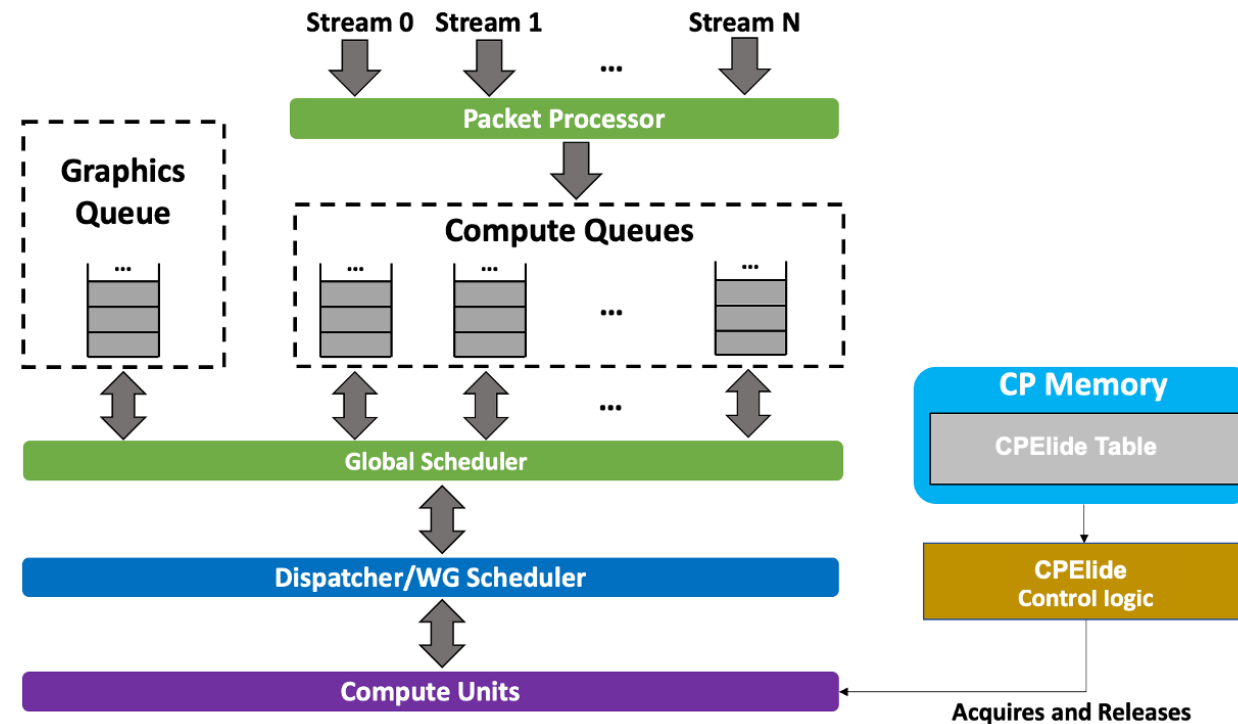 Stream 0 Stream 1 Stream N
...
Packet Processor
Graphics
Queue
...
Compute Queues
... ... ...
...
...
Global Scheduler
Dispatcher/WG Scheduler
Compute Units
CP Memory
CPElide Table
CPElide
Control logic
Acquires and Releases